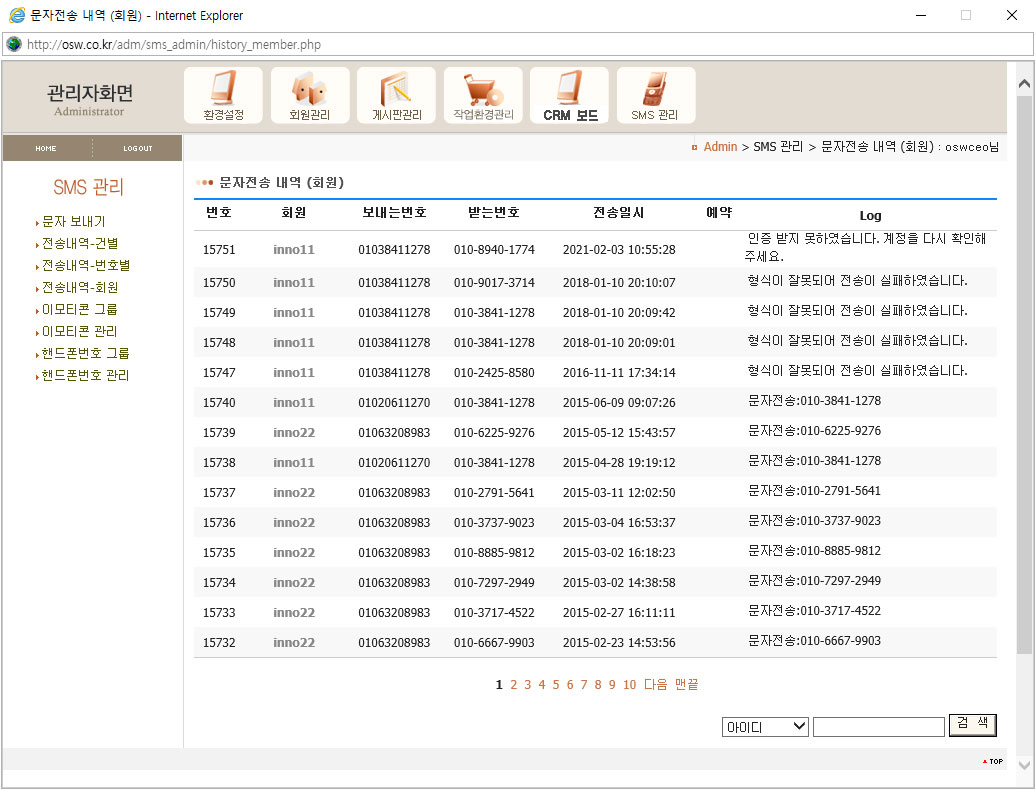 문자전송 내역 (회원) - Internet Explorer
http://osw.co.kr/adm/sms_admin/history_member.php
관리자화면
Administrator
환경설정 회원관리 게시판관리 작업환경관리 CRM 모드 SMS 관리
HOME LOGOUT
Admin > SMS 관리 > 문자전송 내역 (회원) : oswceo님
SMS 관리
문자 보내기
전송내역-건별
전송내역-번호별
전송내역-회원
이모티콘 그룹
이모티콘 관리
핸드폰번호 그룹
핸드폰번호 관리
문자전송 내역 (회원)
번호 회원 보내는번호 받는번호 전송일시 예약 Log
15751 inno11 01038411278 010-8940-1774 2021-02-03 10:55:28 인증 받지 못하였습니다. 계정을 다시 확인해
주세요.
15750 inno11 01038411278 010-9017-3714 2018-01-10 20:10:07 형식이 잘못되어 전송이 실패하였습니다.
15749 inno11 01038411278 010-3841-1278 2018-01-10 20:09:42 형식이 잘못되어 전송이 실패하였습니다.
15748 inno11 01038411278 010-3841-1278 2018-01-10 20:09:01 형식이 잘못되어 전송이 실패하였습니다.
15747 inno11 01038411278 010-2425-8580 2016-11-11 17:34:14 형식이 잘못되어 전송이 실패하였습니다.
15740 inno11 01020611270 010-3841-1278 2015-06-09 09:07:26 문자전송:010-3841-1278
15739 inno22 01063208983 010-6225-9276 2015-05-12 15:43:57 문자전송:010-6225-9276
15738 inno11 01020611270 010-3841-1278 2015-04-28 19:19:12 문자전송:010-3841-1278
15737 inno22 01063208983 010-2791-5641 2015-03-11 12:02:50 문자전송:010-2791-5641
15736 inno22 01063208983 010-3737-9023 2015-03-04 16:53:37 문자전송:010-3737-9023
15735 inno22 01063208983 010-8885-9812 2015-03-02 16:18:23 문자전송:010-8885-9812
15734 inno22 01063208983 010-7297-2949 2015-03-02 14:38:58 문자전송:010-7297-2949
15733 inno22 01063208983 010-3717-4522 2015-02-27 16:11:11 문자전송:010-3717-4522
15732 inno22 01063208983 010-6667-9903 2015-02-23 14:53:56 문자전송:010-6667-9903
1 2 3 4 5 6 7 8 9 10 다음 맨끝
아이디 검 색
TOP